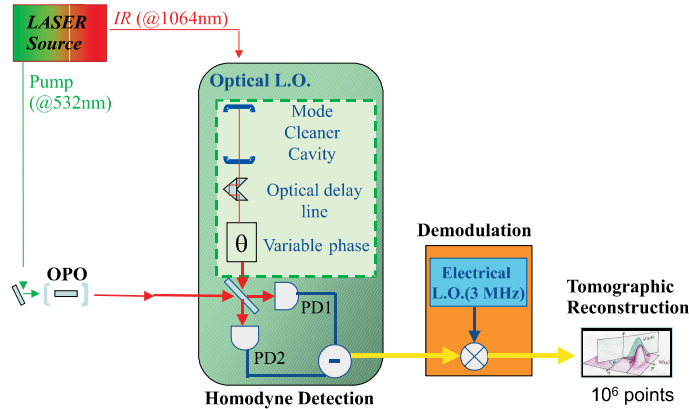 LASER
Source
IR (@1064nm)
Pump
(@532nm)
Optical L.O.
Mode
Cleaner
Cavity
Optical delay
line
θ
Variable phase
OPO
PD1
PD2
-
Homodyne Detection
Demodulation
Electrical
L.O.(3 MHz)
Tomographic
Reconstruction
10⁶ points